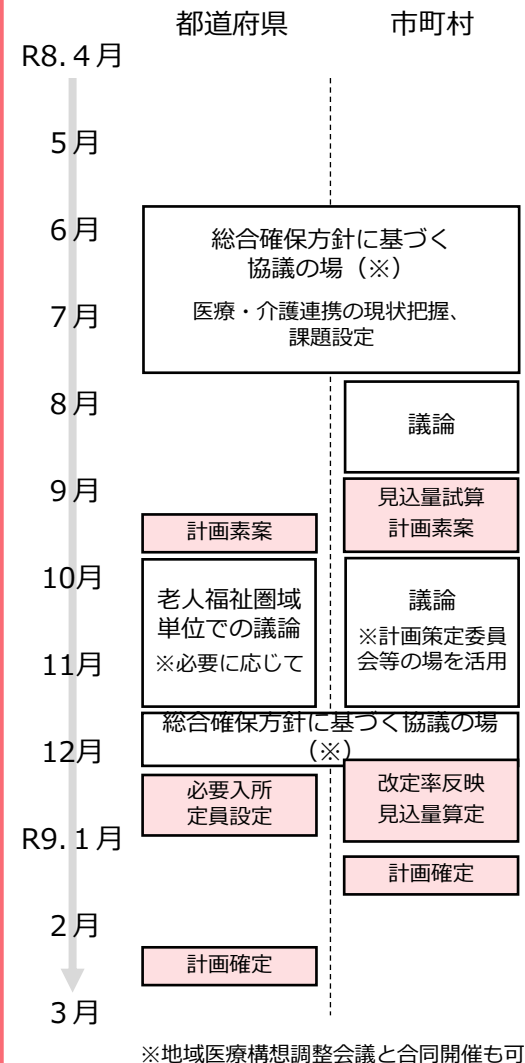 都道府県
市町村
R8.４月
５月
６月
総合確保方針に基づく
協議の場（※）
７月
医療・介護連携の現状把握、
課題設定
８月
議論
９月
見込量試算
計画素案
計画素案
10月
老人福祉圏域
単位での議論
※必要に応じて
議論
※計画策定委員
会等の場を活用
11月
総合確保方針に基づく協議の場
（※）
12月
必要入所
定員設定
改定率反映
見込量算定
R9.１月
計画確定
２月
計画確定
３月
※地域医療構想調整会議と合同開催も可